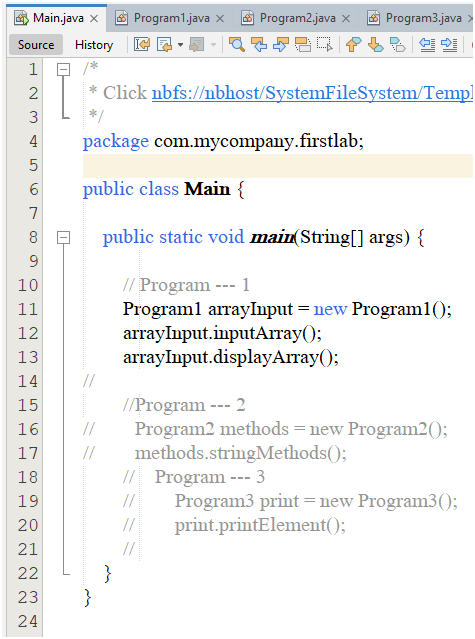 Main.java Program1.java Program2.java Program3.java
Source History
1 /*
2 * Click nbfs://nbhost/SystemFileSystem/Templ
3 */
4 package com.mycompany.firstlab;
5
6 public class Main {
7
8 public static void main(String[] args) {
9
10 // Program --- 1
11 Program1 arrayInput = new Program1();
12 arrayInput.inputArray();
13 arrayInput.displayArray();
14 //
15 //Program --- 2
16 // Program2 methods = new Program2();
17 // methods.stringMethods();
18 // Program --- 3
19 // Program3 print = new Program3();
20 // print.printElement();
21 //
22 }
23 }
24